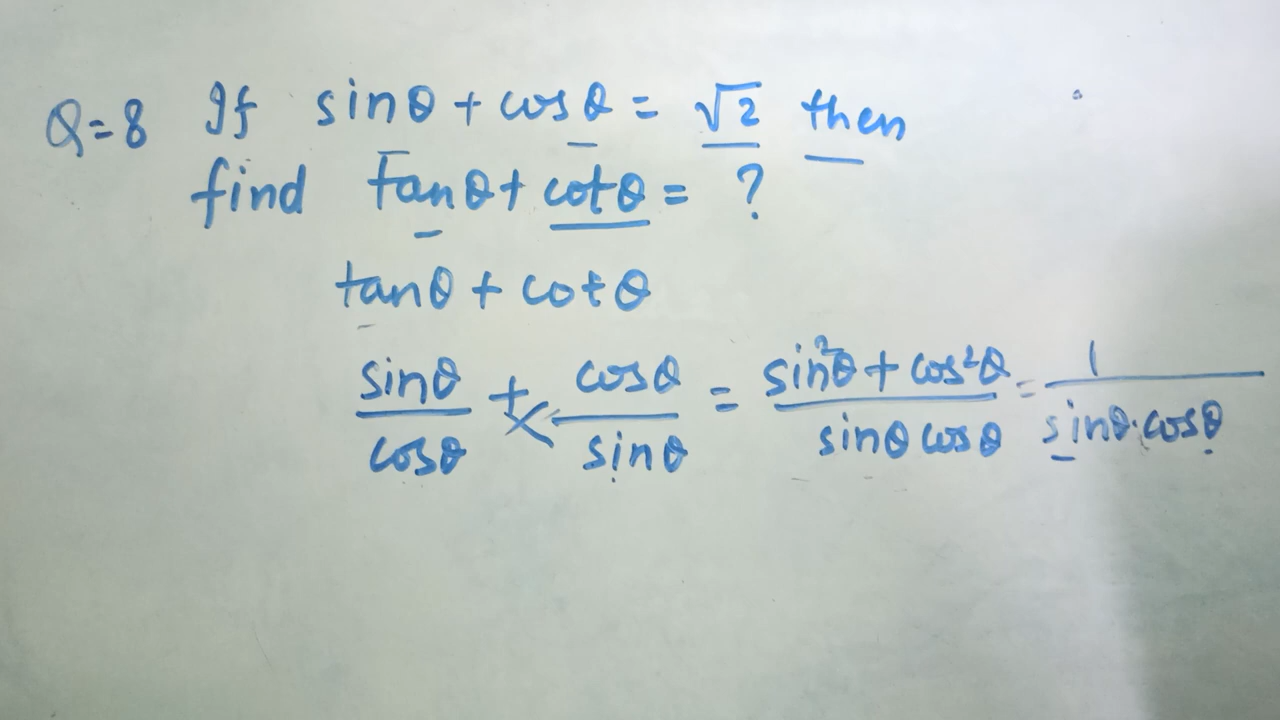 Q=8 If sinθ + cosθ = √2 then
find tanθ + cotθ = ?
tanθ + cotθ
sinθ/cosθ + cosθ/sinθ = sin²θ + cos²θ/sinθ cosθ = 1/sinθ·cosθ